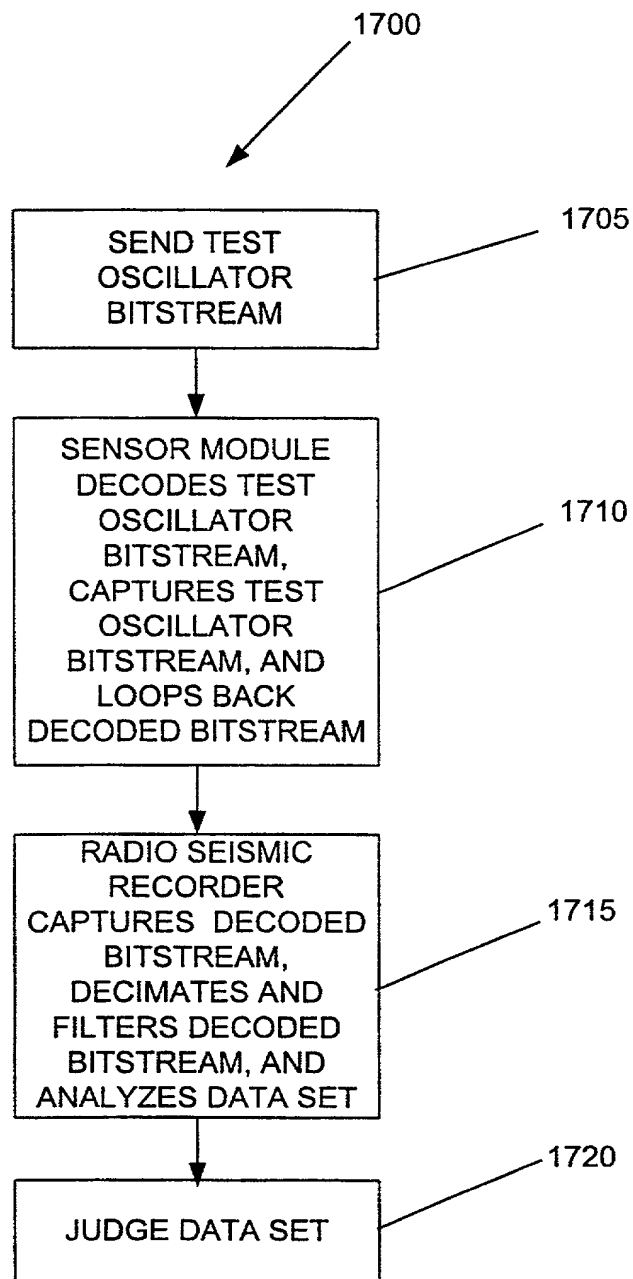 1700
SEND TEST
OSCILLATOR
BITSTREAM
1705
SENSOR MODULE
DECODES TEST
OSCILLATOR
BITSTREAM,
CAPTURES TEST
OSCILLATOR
BITSTREAM, AND
LOOPS BACK
DECODED BITSTREAM
1710
RADIO SEISMIC
RECORDER
CAPTURES DECODED
BITSTREAM,
DECIMATES AND
FILTERS DECODED
BITSTREAM, AND
ANALYZES DATA SET
1715
JUDGE DATA SET
1720